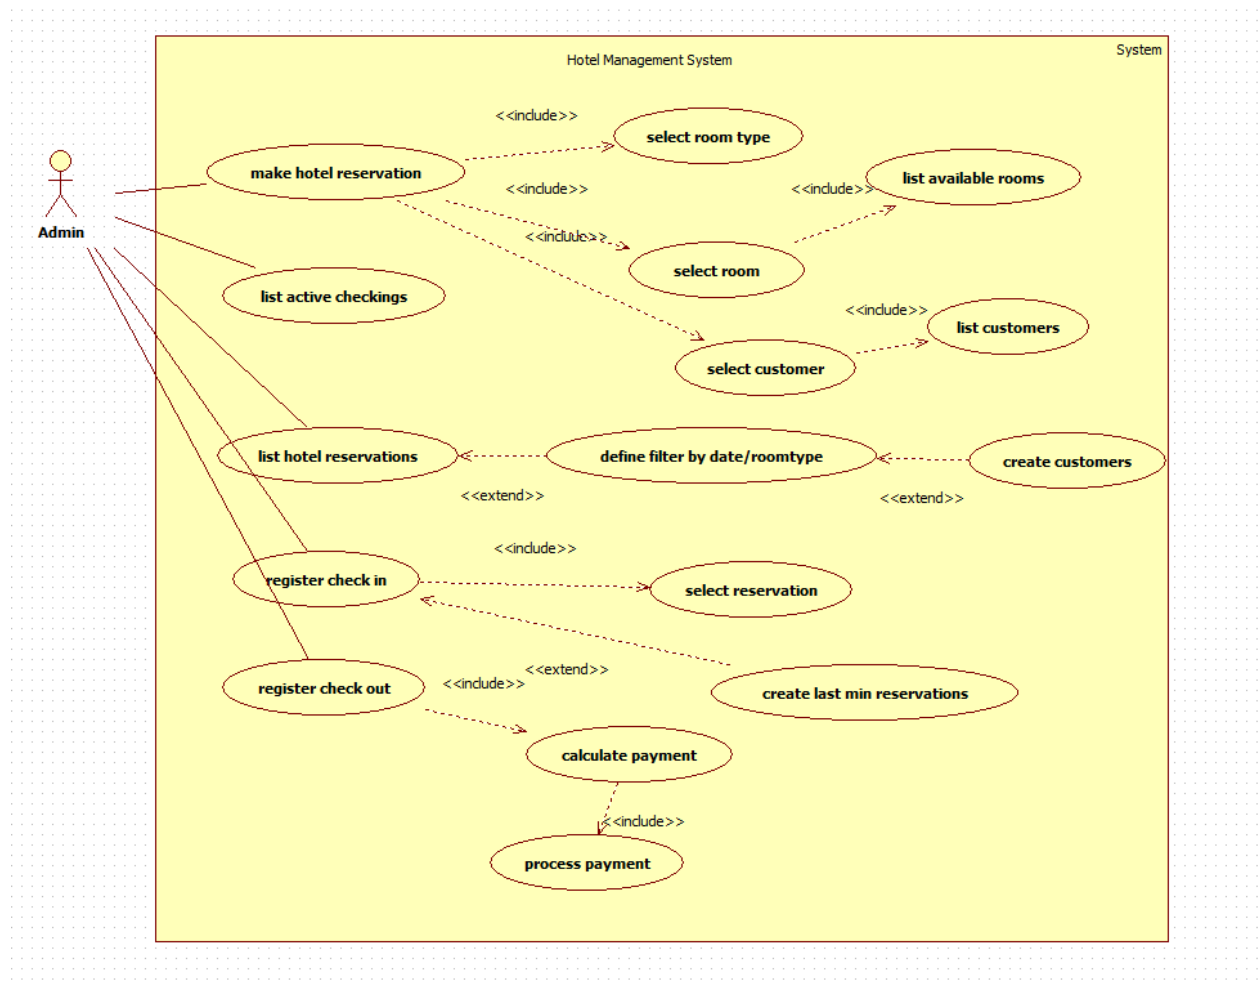 System
Hotel Management System
<<include>>
select room type
make hotel reservation
list available rooms
<<include>>
<<include>>
Admin
<<include>>
select room
list active checkings
<<include>>
list customers
select customer
list hotel reservations
define filter by date/roomtype
create customers
<<extend>>
<<extend>>
<<include>>
register check in
select reservation
<<extend>>
<<include>>
register check out
create last min reservations
calculate payment
<<include>>
process payment